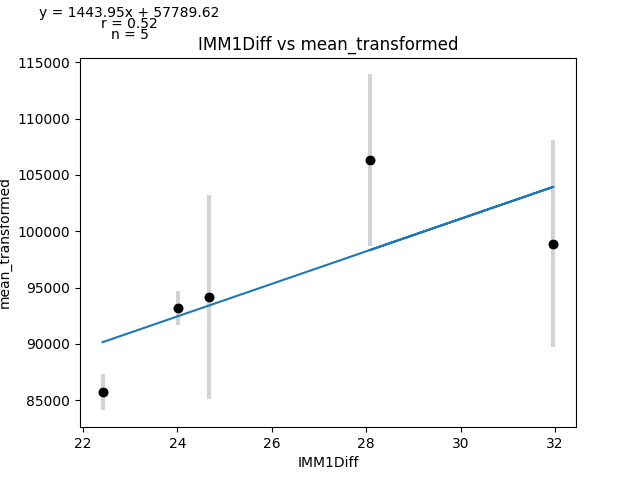 y = 1443.95x + 57789.62
r = 0.52
n = 5
IMM1Diff vs mean_transformed
115000
110000
105000
100000
95000
90000
85000
mean_transformed
22 24 26 28 30 32
IMM1Diff